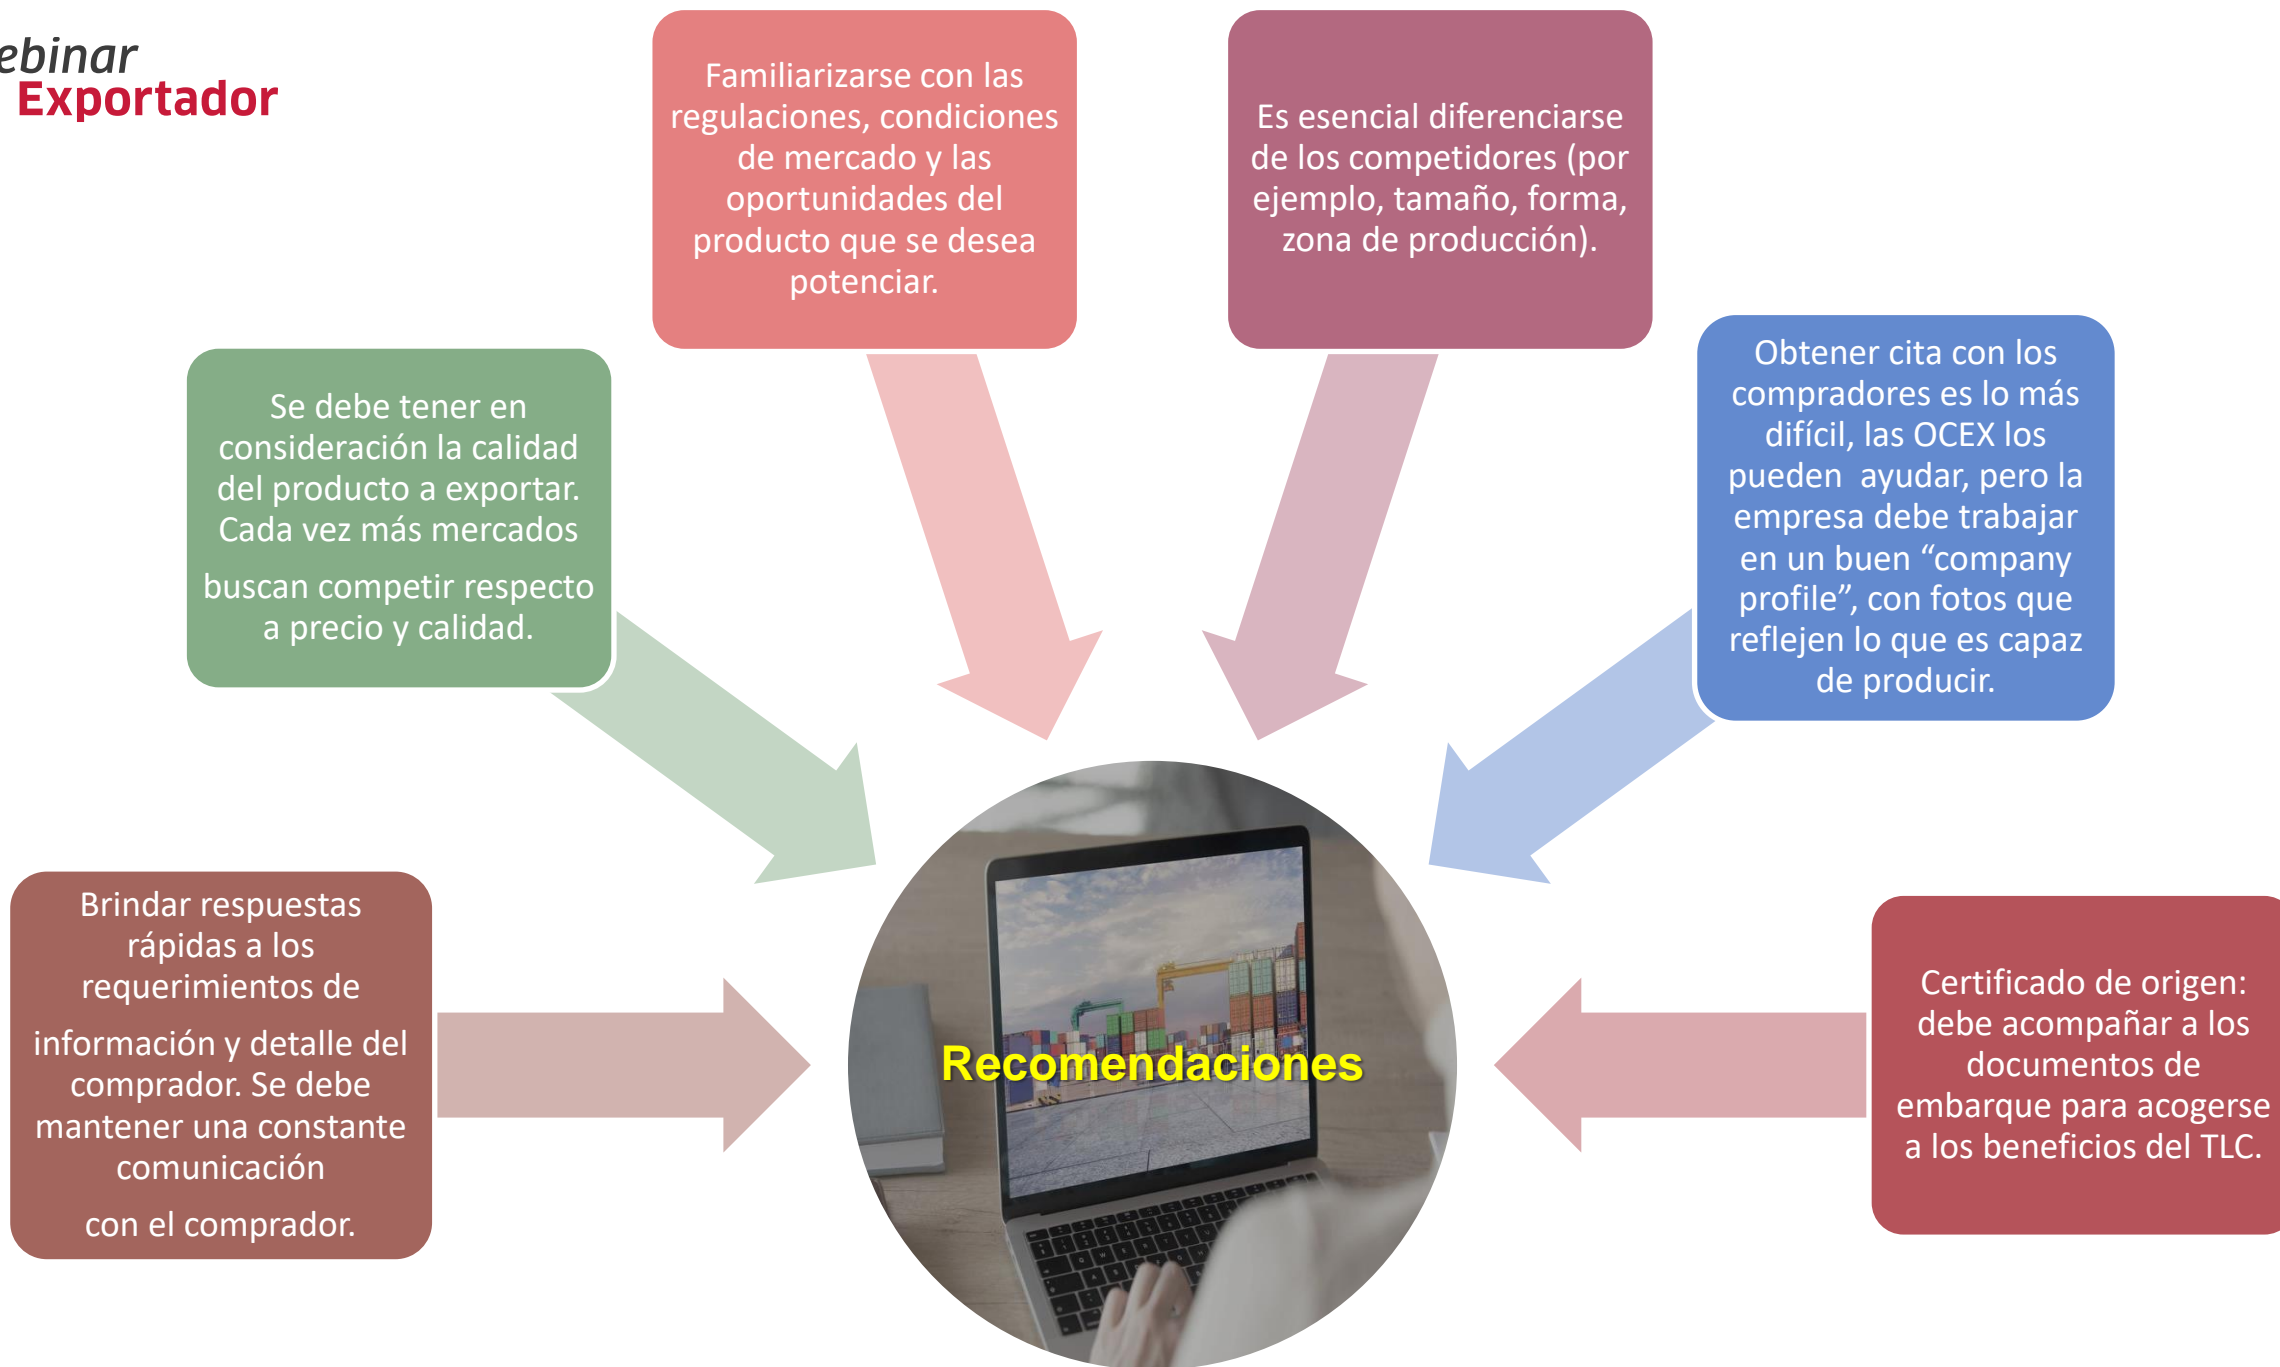 ebinar
Exportador
Familiarizarse con las
regulaciones, condiciones
de mercado y las
oportunidades del
producto que se desea
potenciar.
Es esencial diferenciarse
de los competidores (por
ejemplo, tamaño, forma,
zona de producción).
Se debe tener en
consideración la calidad
del producto a exportar.
Cada vez más mercados
buscan competir respecto
a precio y calidad.
Obtener cita con los
compradores es lo más
difícil, las OCEX los
pueden  ayudar, pero la
empresa debe trabajar
en un buen “company
profile”, con fotos que
reflejen lo que es capaz
de producir.
Brindar respuestas
rápidas a los
requerimientos de
información y detalle del
comprador. Se debe
mantener una constante
comunicación
con el comprador.
Recomendaciones
Certificado de origen:
debe acompañar a los
documentos de
embarque para acogerse
a los beneficios del TLC.